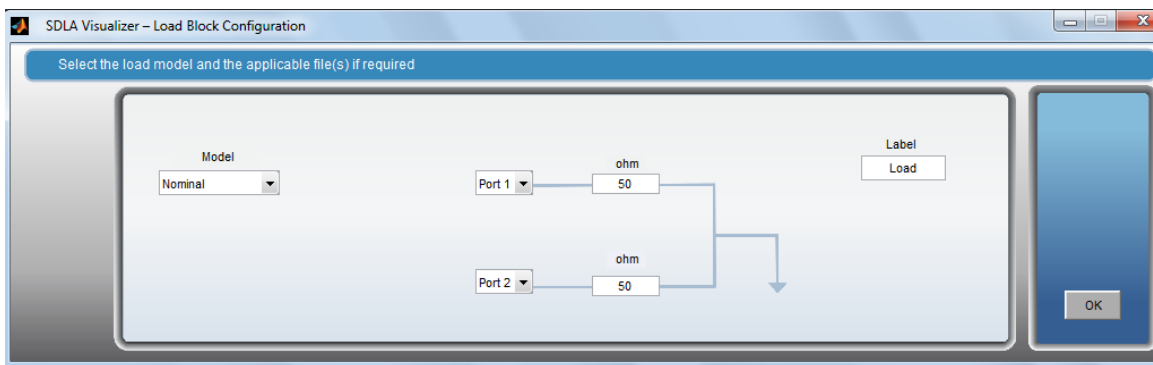 SDLA Visualizer – Load Block Configuration
Select the load model and the applicable file(s) if required
Model
Nominal
Port 1
ohm
50
Label
Load
Port 2
ohm
50
OK